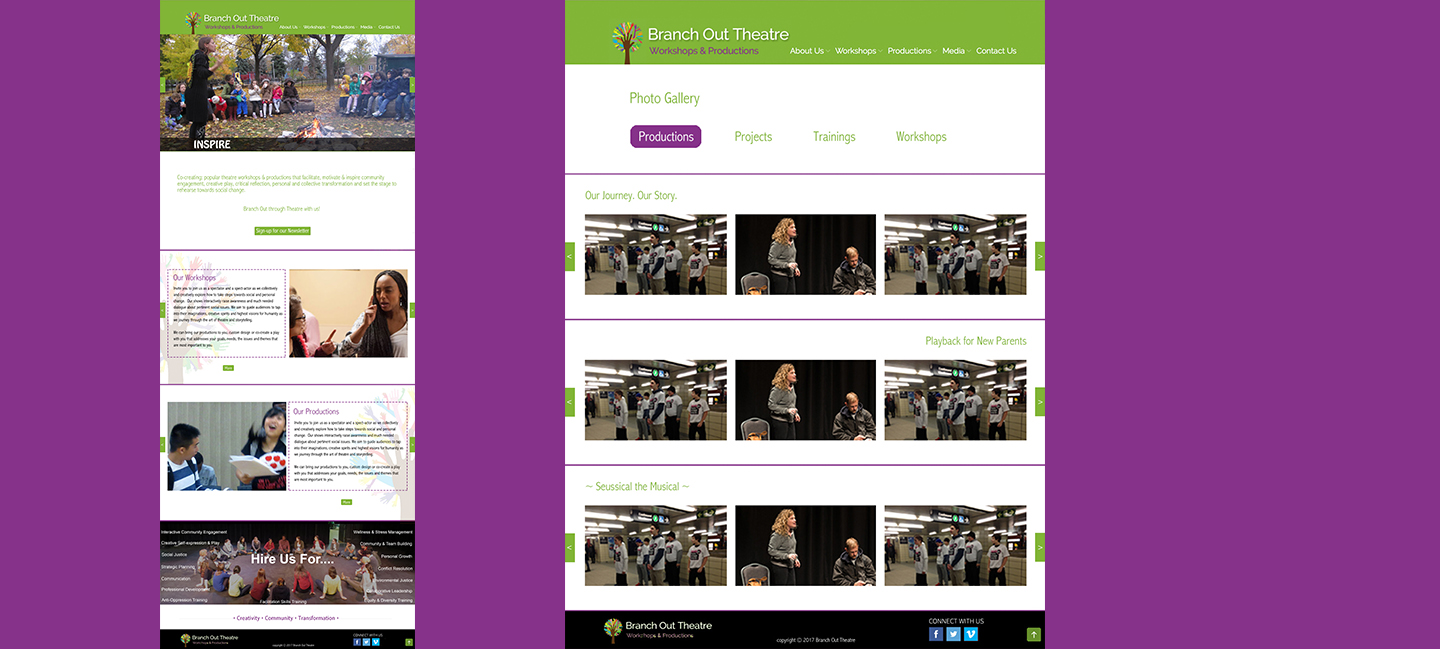 Branch Out Theatre
Workshops & Productions
About Us Workshops Productions Media Contact Us
INSPIRE
Co-creating popular theatre workshops & productions that facilitate, motivate & inspire community
engagement, creative play, critical reflection, personal and collective transformation and set the stage to
rehearse towards social change.
Branch Out through Theatre with us!
Sign-up for our Newsletter
Our Workshops
Invite you to join us as a spectator and a spect-actor as we collectively
and creatively explore how to take steps towards social and personal
change. Our shows interactively raise awareness and much needed
dialogue about pertinent social issues. We aim to guide audiences to tap
into their imaginations, creative spirits and highest visions for humanity as
we journey through the art of theatre and storytelling.
We can bring our productions to you, custom design or co-create a play
with you that addresses your goals, needs, the issues and themes that
are most important to you.
More
Our Productions
Invite you to join us as a spectator and a spect-actor as we collectively
and creatively explore how to take steps towards social and personal
change. Our shows interactively raise awareness and much needed
dialogue about pertinent social issues. We aim to guide audiences to tap
into their imaginations, creative spirits and highest visions for humanity as
we journey through the art of theatre and storytelling.
We can bring our productions to you, custom design or co-create a play
with you that addresses your goals, needs, the issues and themes that
are most important to you.
More
Interactive Community Engagement
Creative Self-expression & Play
Social Justice
Strategic Planning
Communication
Professional Development
Anti-Oppression Training
Hire Us For....
Facilitation Skills Training
Wellness & Stress Management
Community & Team Building
Personal Growth
Conflict Resolution
Environmental Justice
Collaborative Leadership
Equity & Diversity Training
• Creativity • Community • Transformation •
Branch Out Theatre
Workshops & Productions
copyright © 2017 Branch Out Theatre
CONNECT WITH US
Branch Out Theatre
Workshops & Productions
About Us Workshops Productions Media Contact Us
Photo Gallery
Productions Projects Trainings Workshops
Our Journey. Our Story.
< >
Playback for New Parents
< >
~ Seussical the Musical ~
< >
Branch Out Theatre
Workshops & Productions
copyright © 2017 Branch Out Theatre
CONNECT WITH US